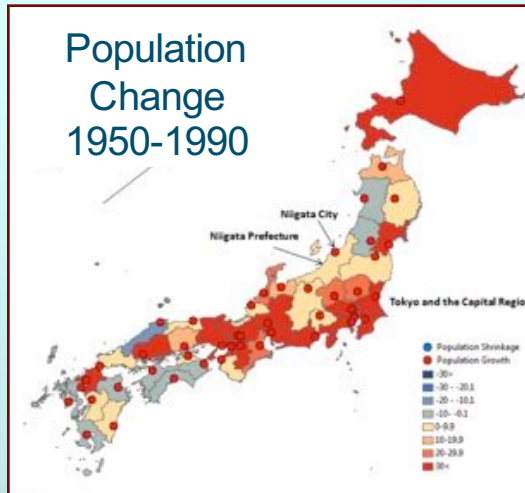 Population
Change
1950-1990
Niigata City
Niigata Prefecture
Tokyo and the Capital Regio
Population Shrinkage
Population Growth
-30>
-30 - -20.1
-20 - -10.1
-10- -0.1
0-9.9
10-19.9
20-29.9
30<